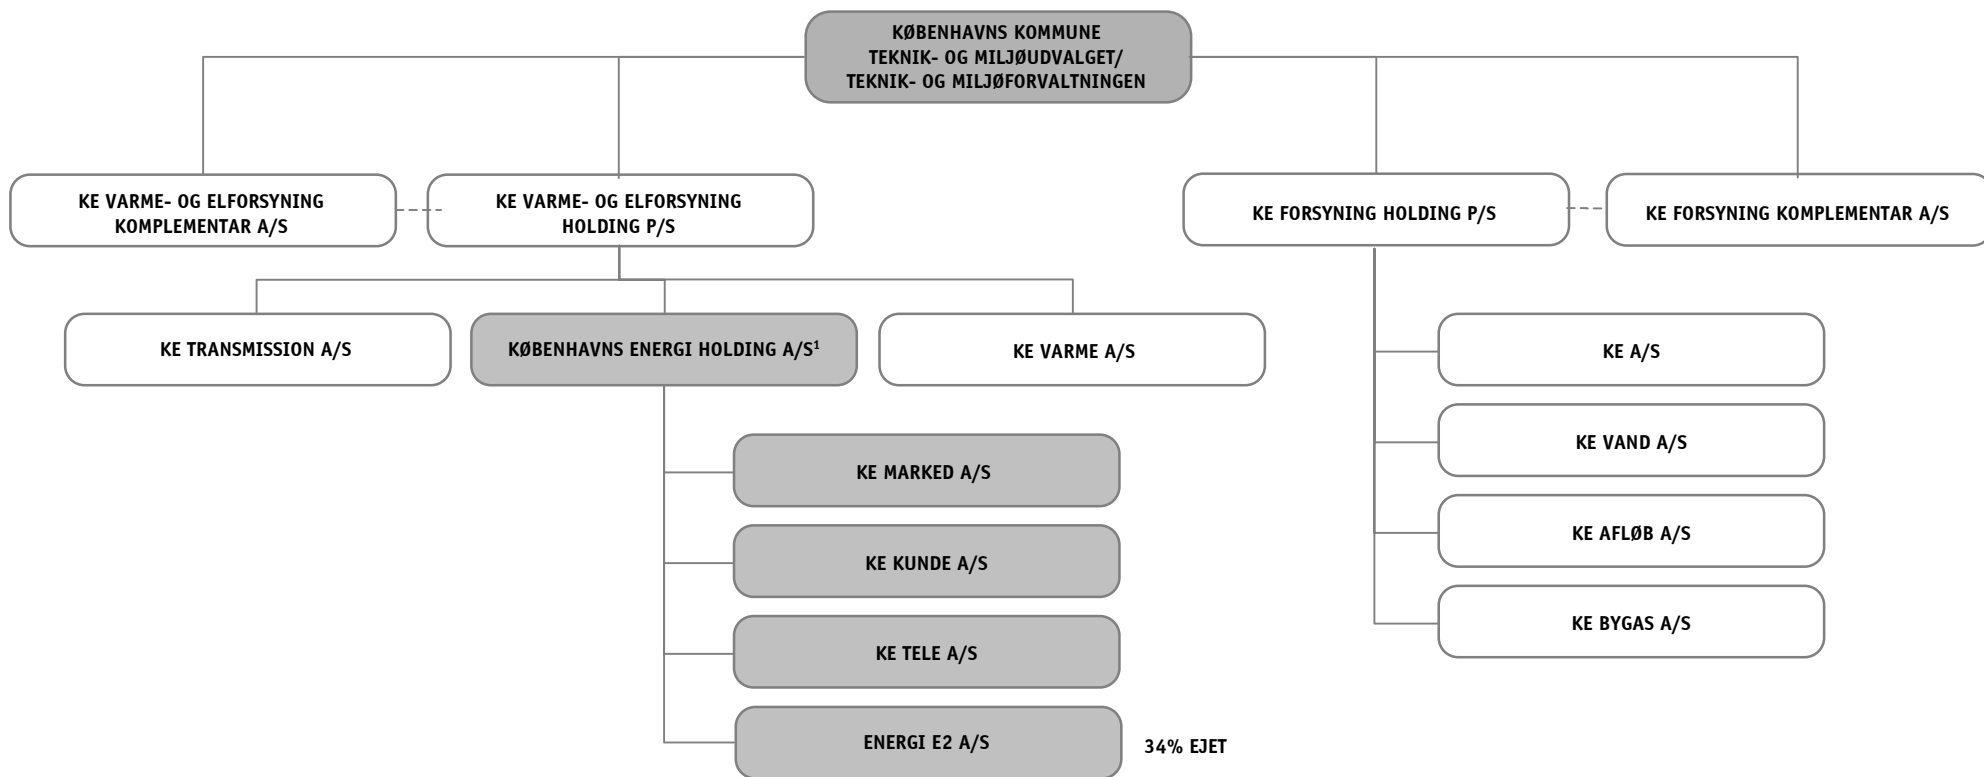 KØBENHAVNS KOMMUNE
TEKNIK- OG MILJØUDVALGET/
TEKNIK- OG MILJØFORVALTNINGEN
KE VARME- OG ELFORSYNING
KOMPLEMENTAR A/S
KE VARME- OG ELFORSYNING
HOLDING P/S
KE FORSYNING HOLDING P/S
KE FORSYNING KOMPLEMENTAR A/S
KE TRANSMISSION A/S
KØBENHAVNS ENERGI HOLDING A/S¹
KE VARME A/S
KE A/S
KE VAND A/S
KE AFLØB A/S
KE BYGAS A/S
KE MARKED A/S
KE KUNDE A/S
KE TELE A/S
ENERGI E2 A/S
34% EJET